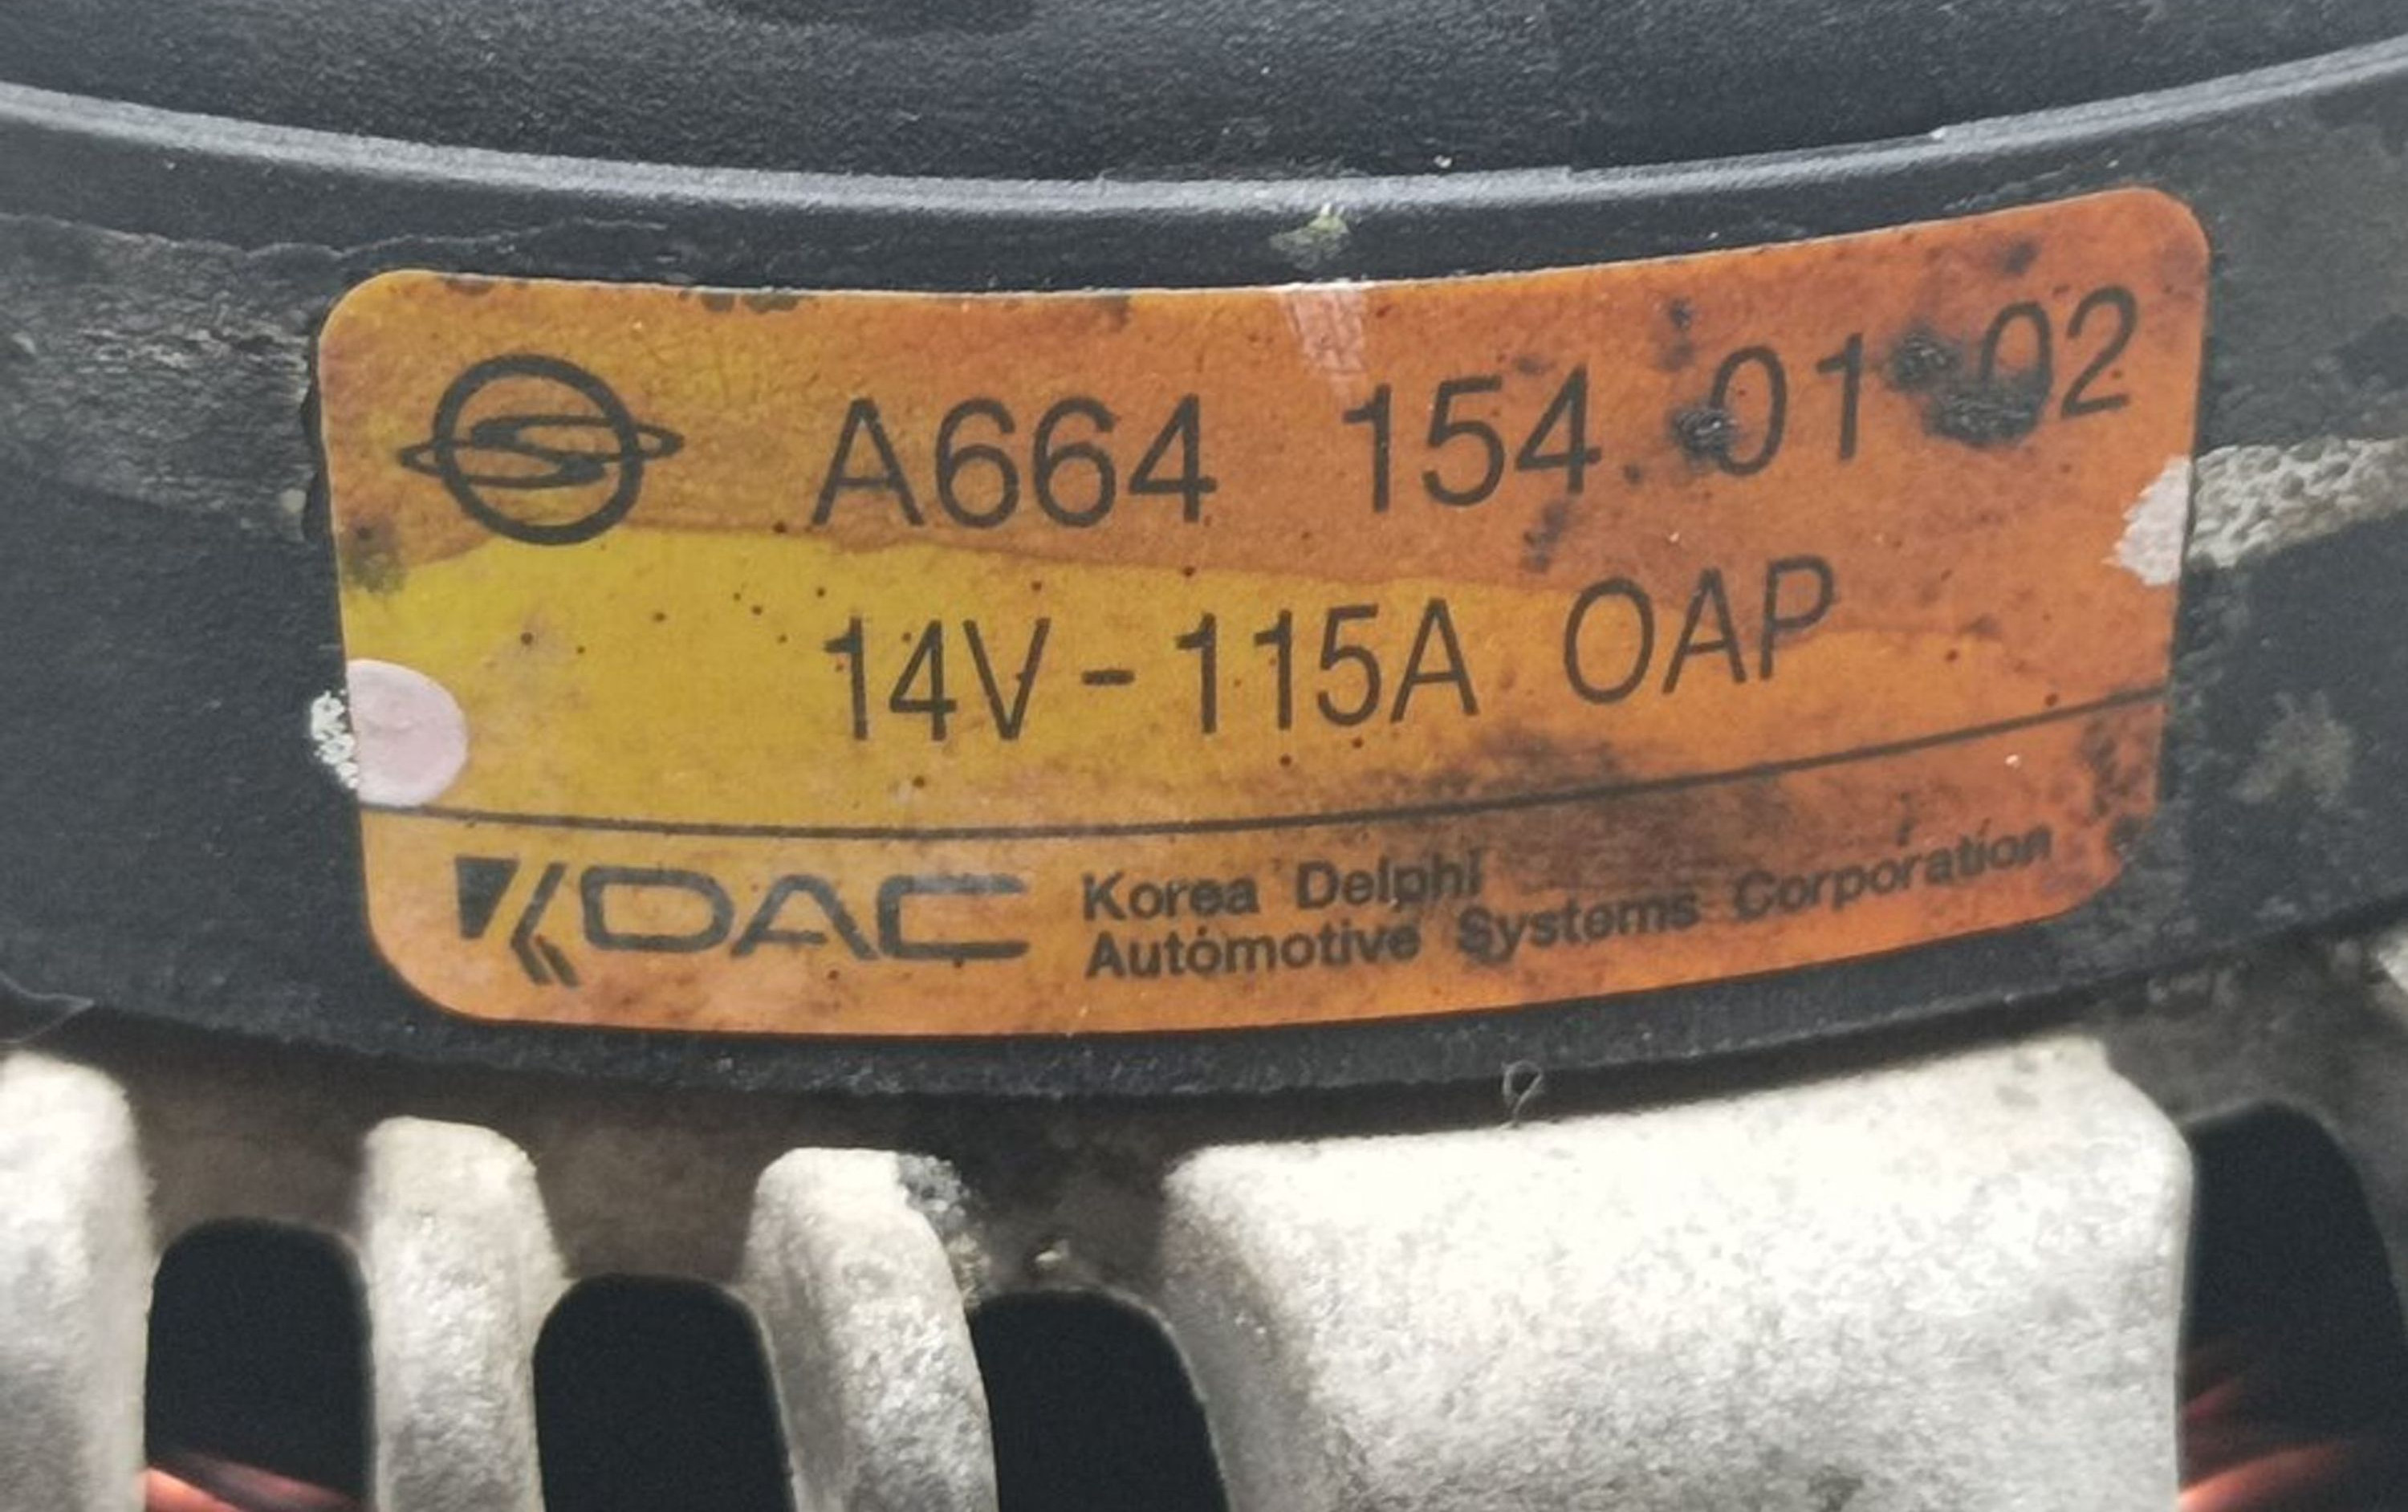 A664 154 01 02
14V - 115A OAP
KDAC Korea Delphi
Automotive Systems Corporation